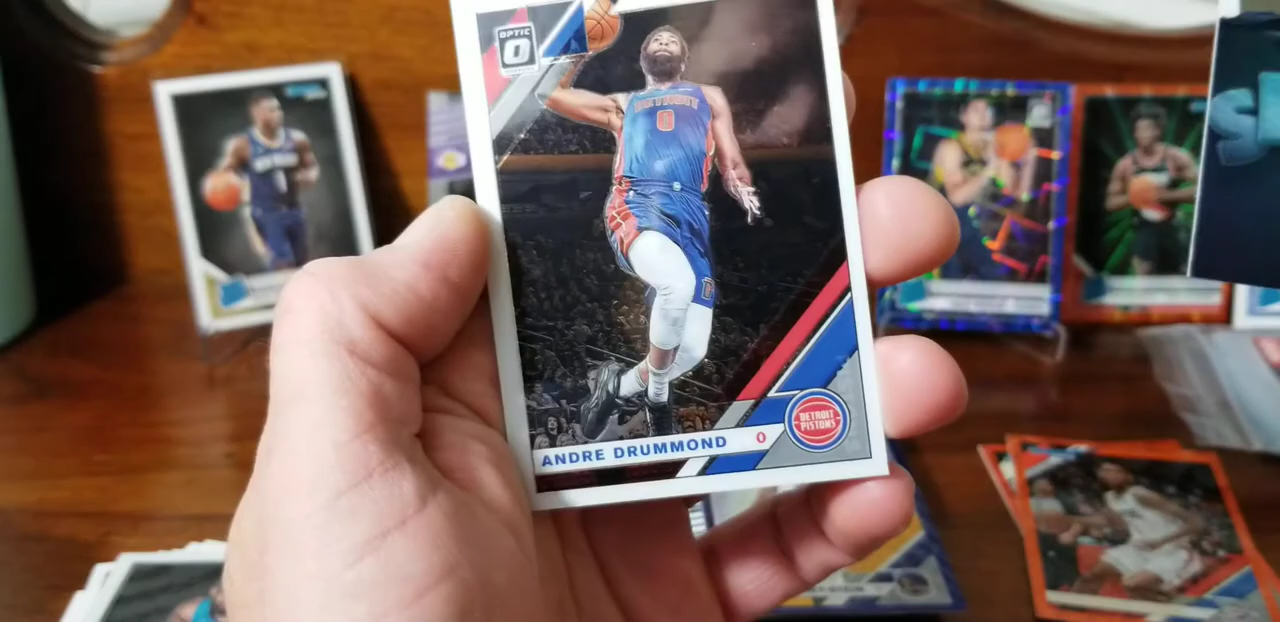 OPTIC
DETROIT
0
ANDRE DRUMMOND 0
DETROIT
PISTONS